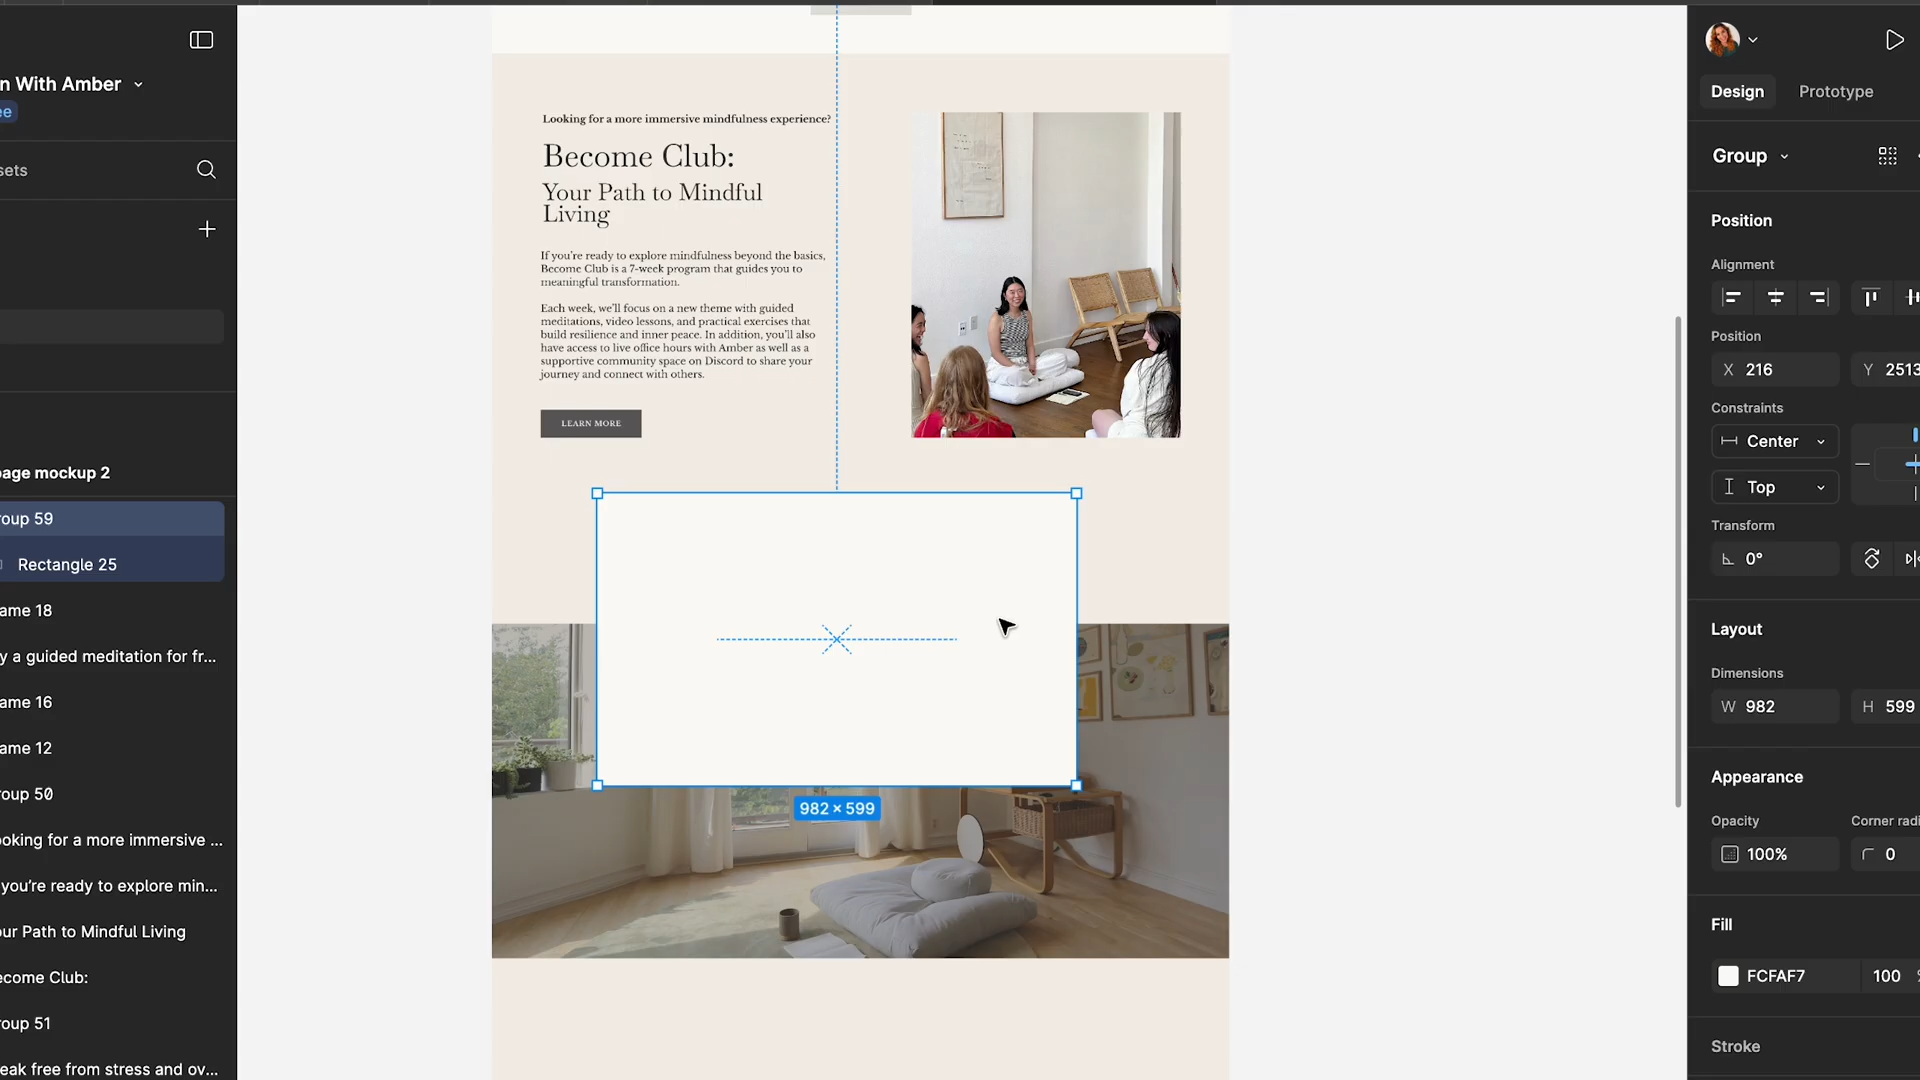 n With Amber
ee
sets
page mockup 2
roup 59
Rectangle 25
ame 18
y a guided meditation for fr...
ame 16
ame 12
roup 50
ooking for a more immersive ...
you're ready to explore min...
ur Path to Mindful Living
ecome Club:
roup 51
eak free from stress and ov...
Looking for a more immersive mindfulness experience?
Become Club:
Your Path to Mindful
Living
If you're ready to explore mindfulness beyond the basics,
Become Club is a 7-week program that guides you to
meaningful transformation.
Each week, we'll focus on a new theme with guided
meditations, video lessons, and practical exercises that
build resilience and inner peace. In addition, you'll also
have access to live office hours with Amber as well as a
supportive community space on Discord to share your
journey and connect with others.
LEARN MORE
982 × 599
Design Prototype
Group
Position
Alignment
Position
X 216 Y 2513
Constraints
Center
Top
Transform
0°
Layout
Dimensions
W 982 H 599
Appearance
Opacity Corner radi
100% 0
Fill
FCFAF7 100
Stroke